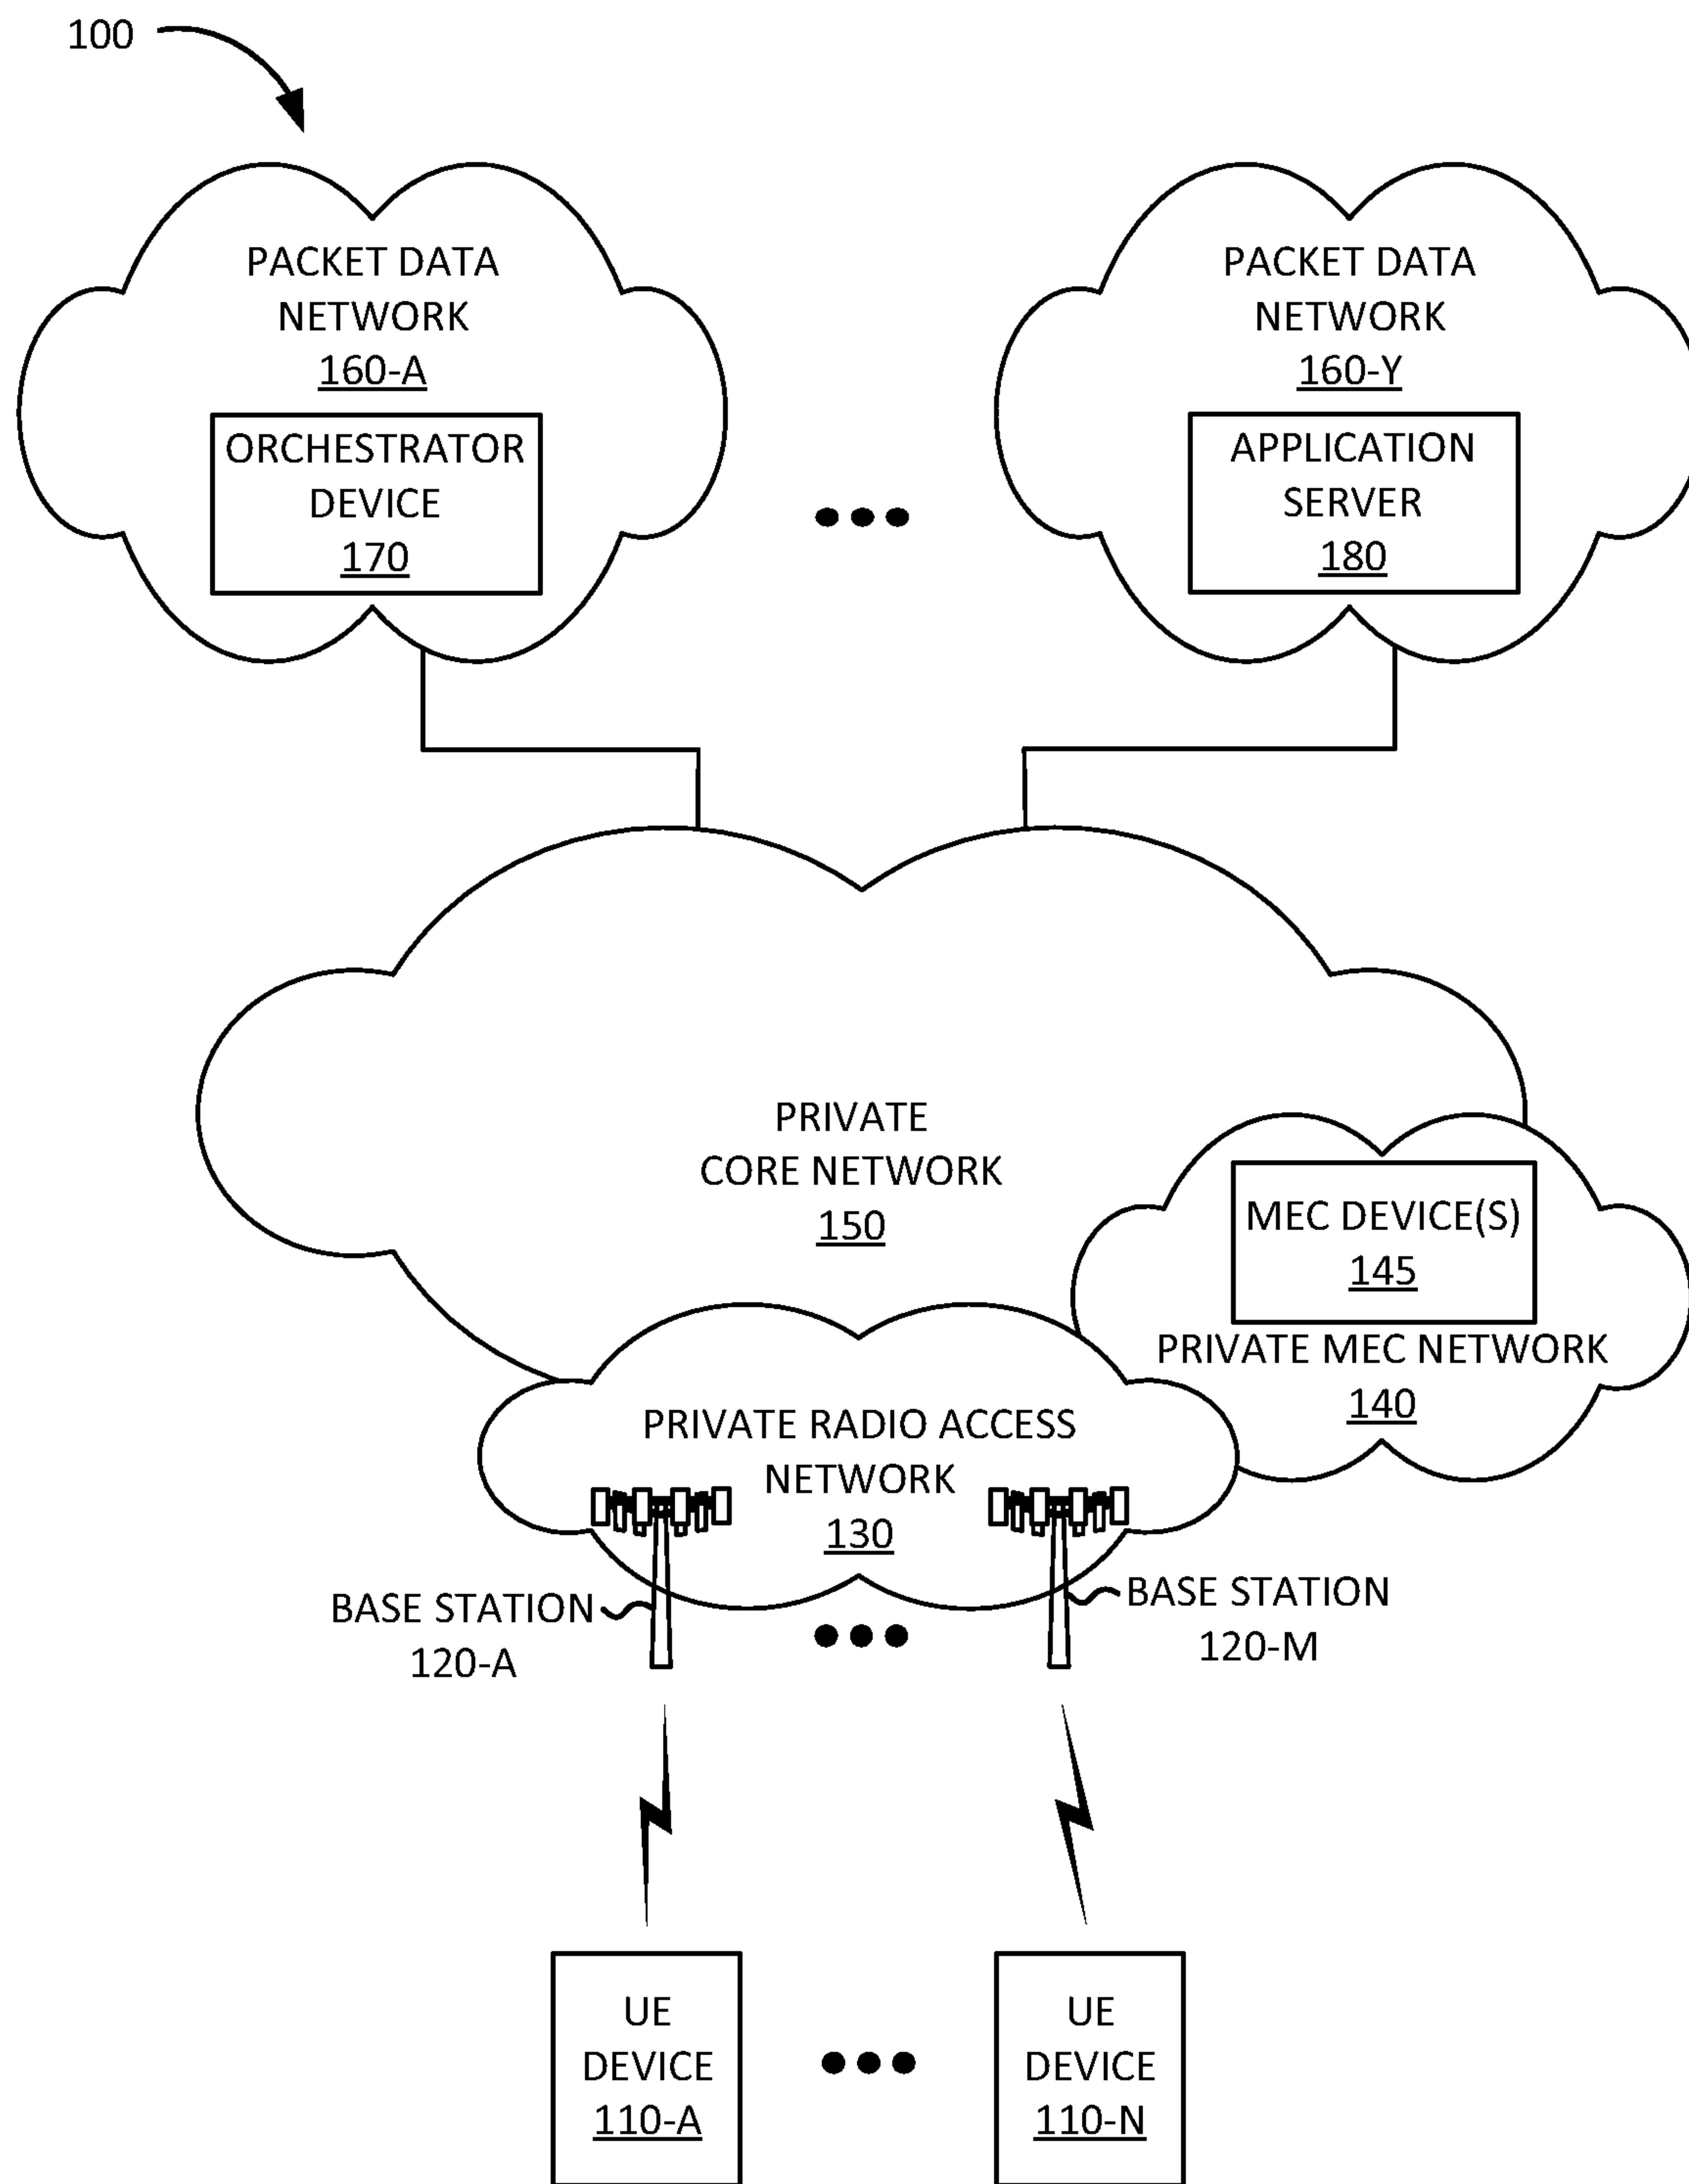 100
PACKET DATA
NETWORK
160-A
ORCHESTRATOR
DEVICE
170
PACKET DATA
NETWORK
160-Y
APPLICATION
SERVER
180
PRIVATE
CORE NETWORK
150
MEC DEVICE(S)
145
PRIVATE MEC NETWORK
140
PRIVATE RADIO ACCESS
NETWORK
130
BASE STATION
120-A
BASE STATION
120-M
UE
DEVICE
110-A
UE
DEVICE
110-N